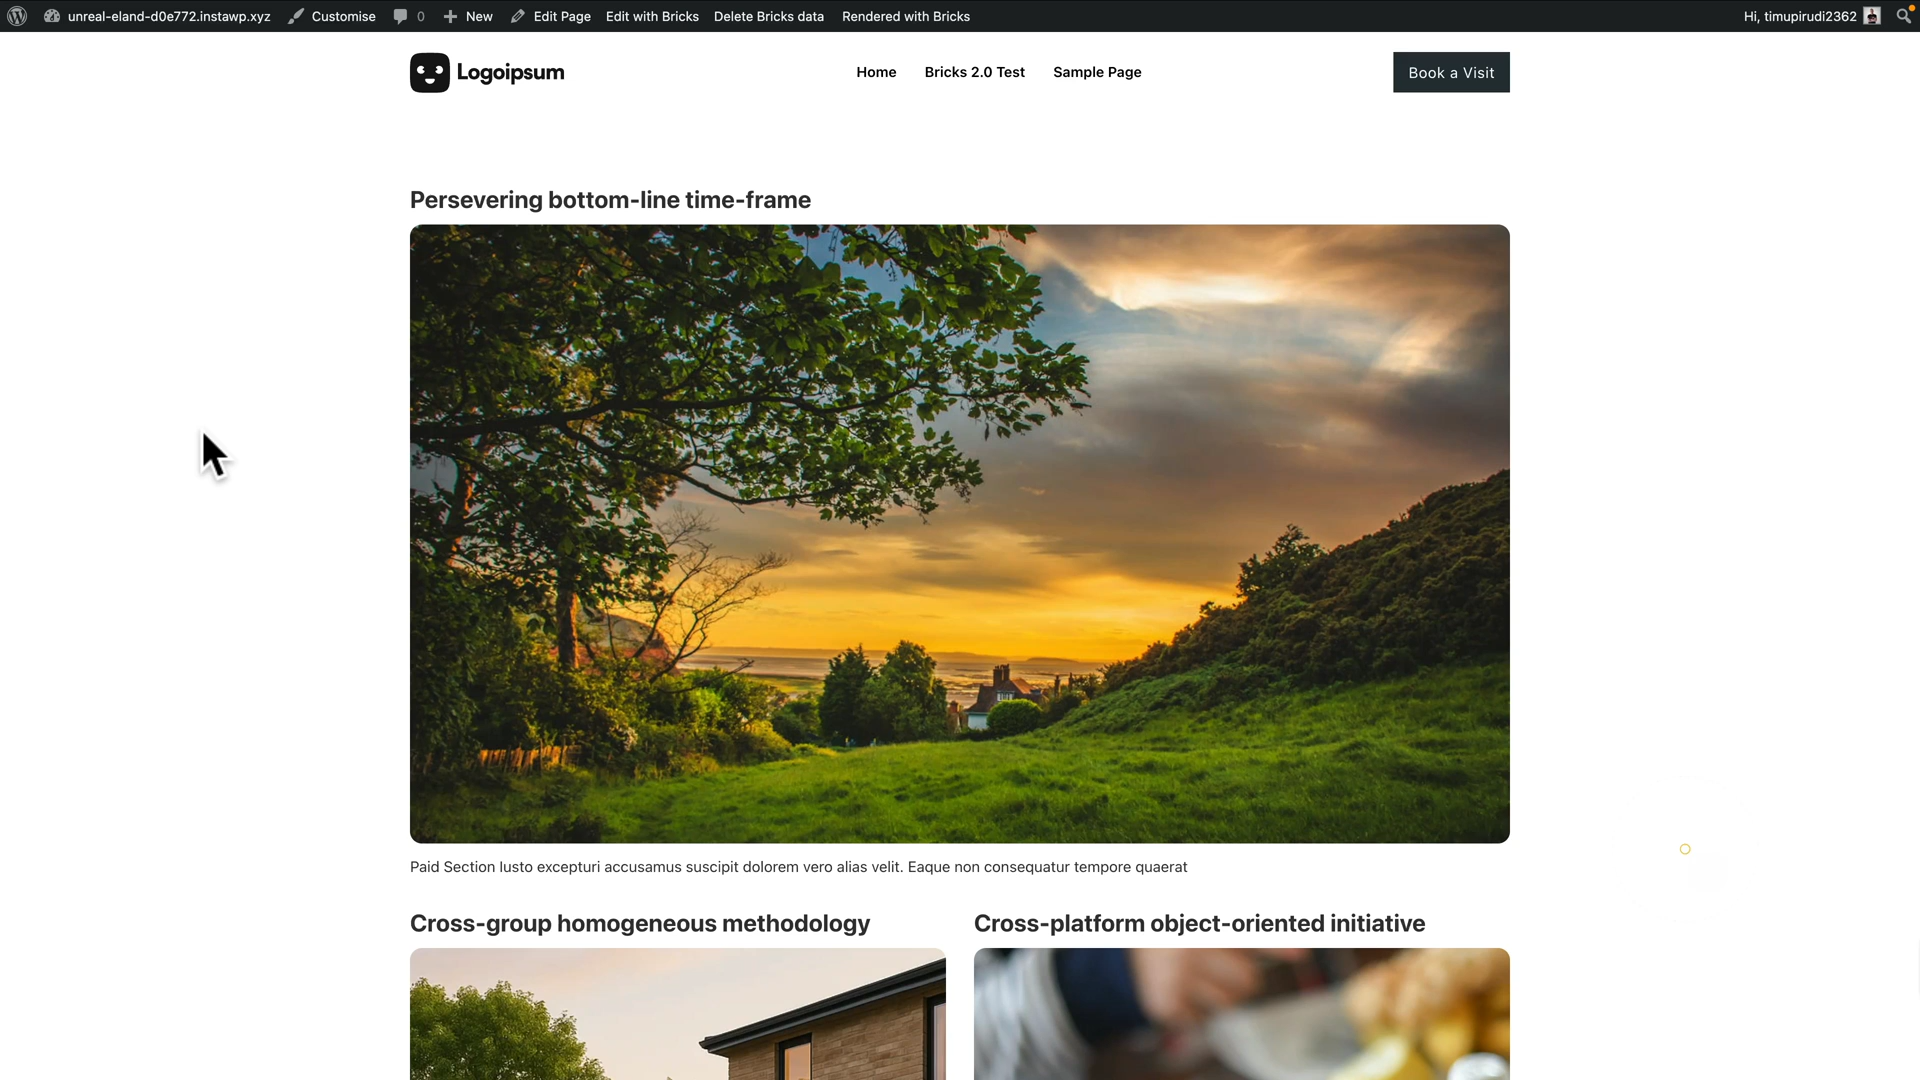 unreal-eland-d0e772.instawp.xyz Customise 0 New Edit Page Edit with Bricks Delete Bricks data Rendered with Bricks Hi, timupirudi2362
Logoipsum Home Bricks 2.0 Test Sample Page Book a Visit
Persevering bottom-line time-frame
Paid Section Iusto excepturi accusamus suscipit dolorem vero alias velit. Eaque non consequatur tempore quaerat
Cross-group homogeneous methodology
Cross-platform object-oriented initiative